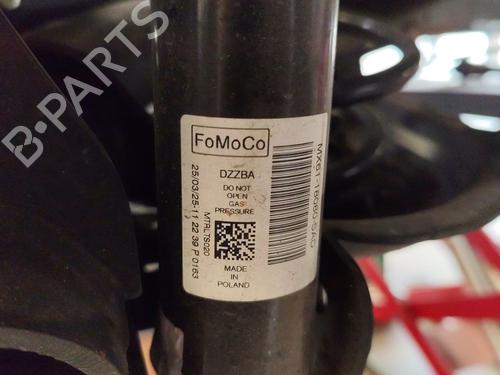 B-PARTS
FoMoCo
DZZBA
DO NOT
OPEN
GAS
PRESSURE
MADE
IN
POLAND
25/03/25-11 22 39 P 0163
MTRLTS020
MX61-18080-SAD